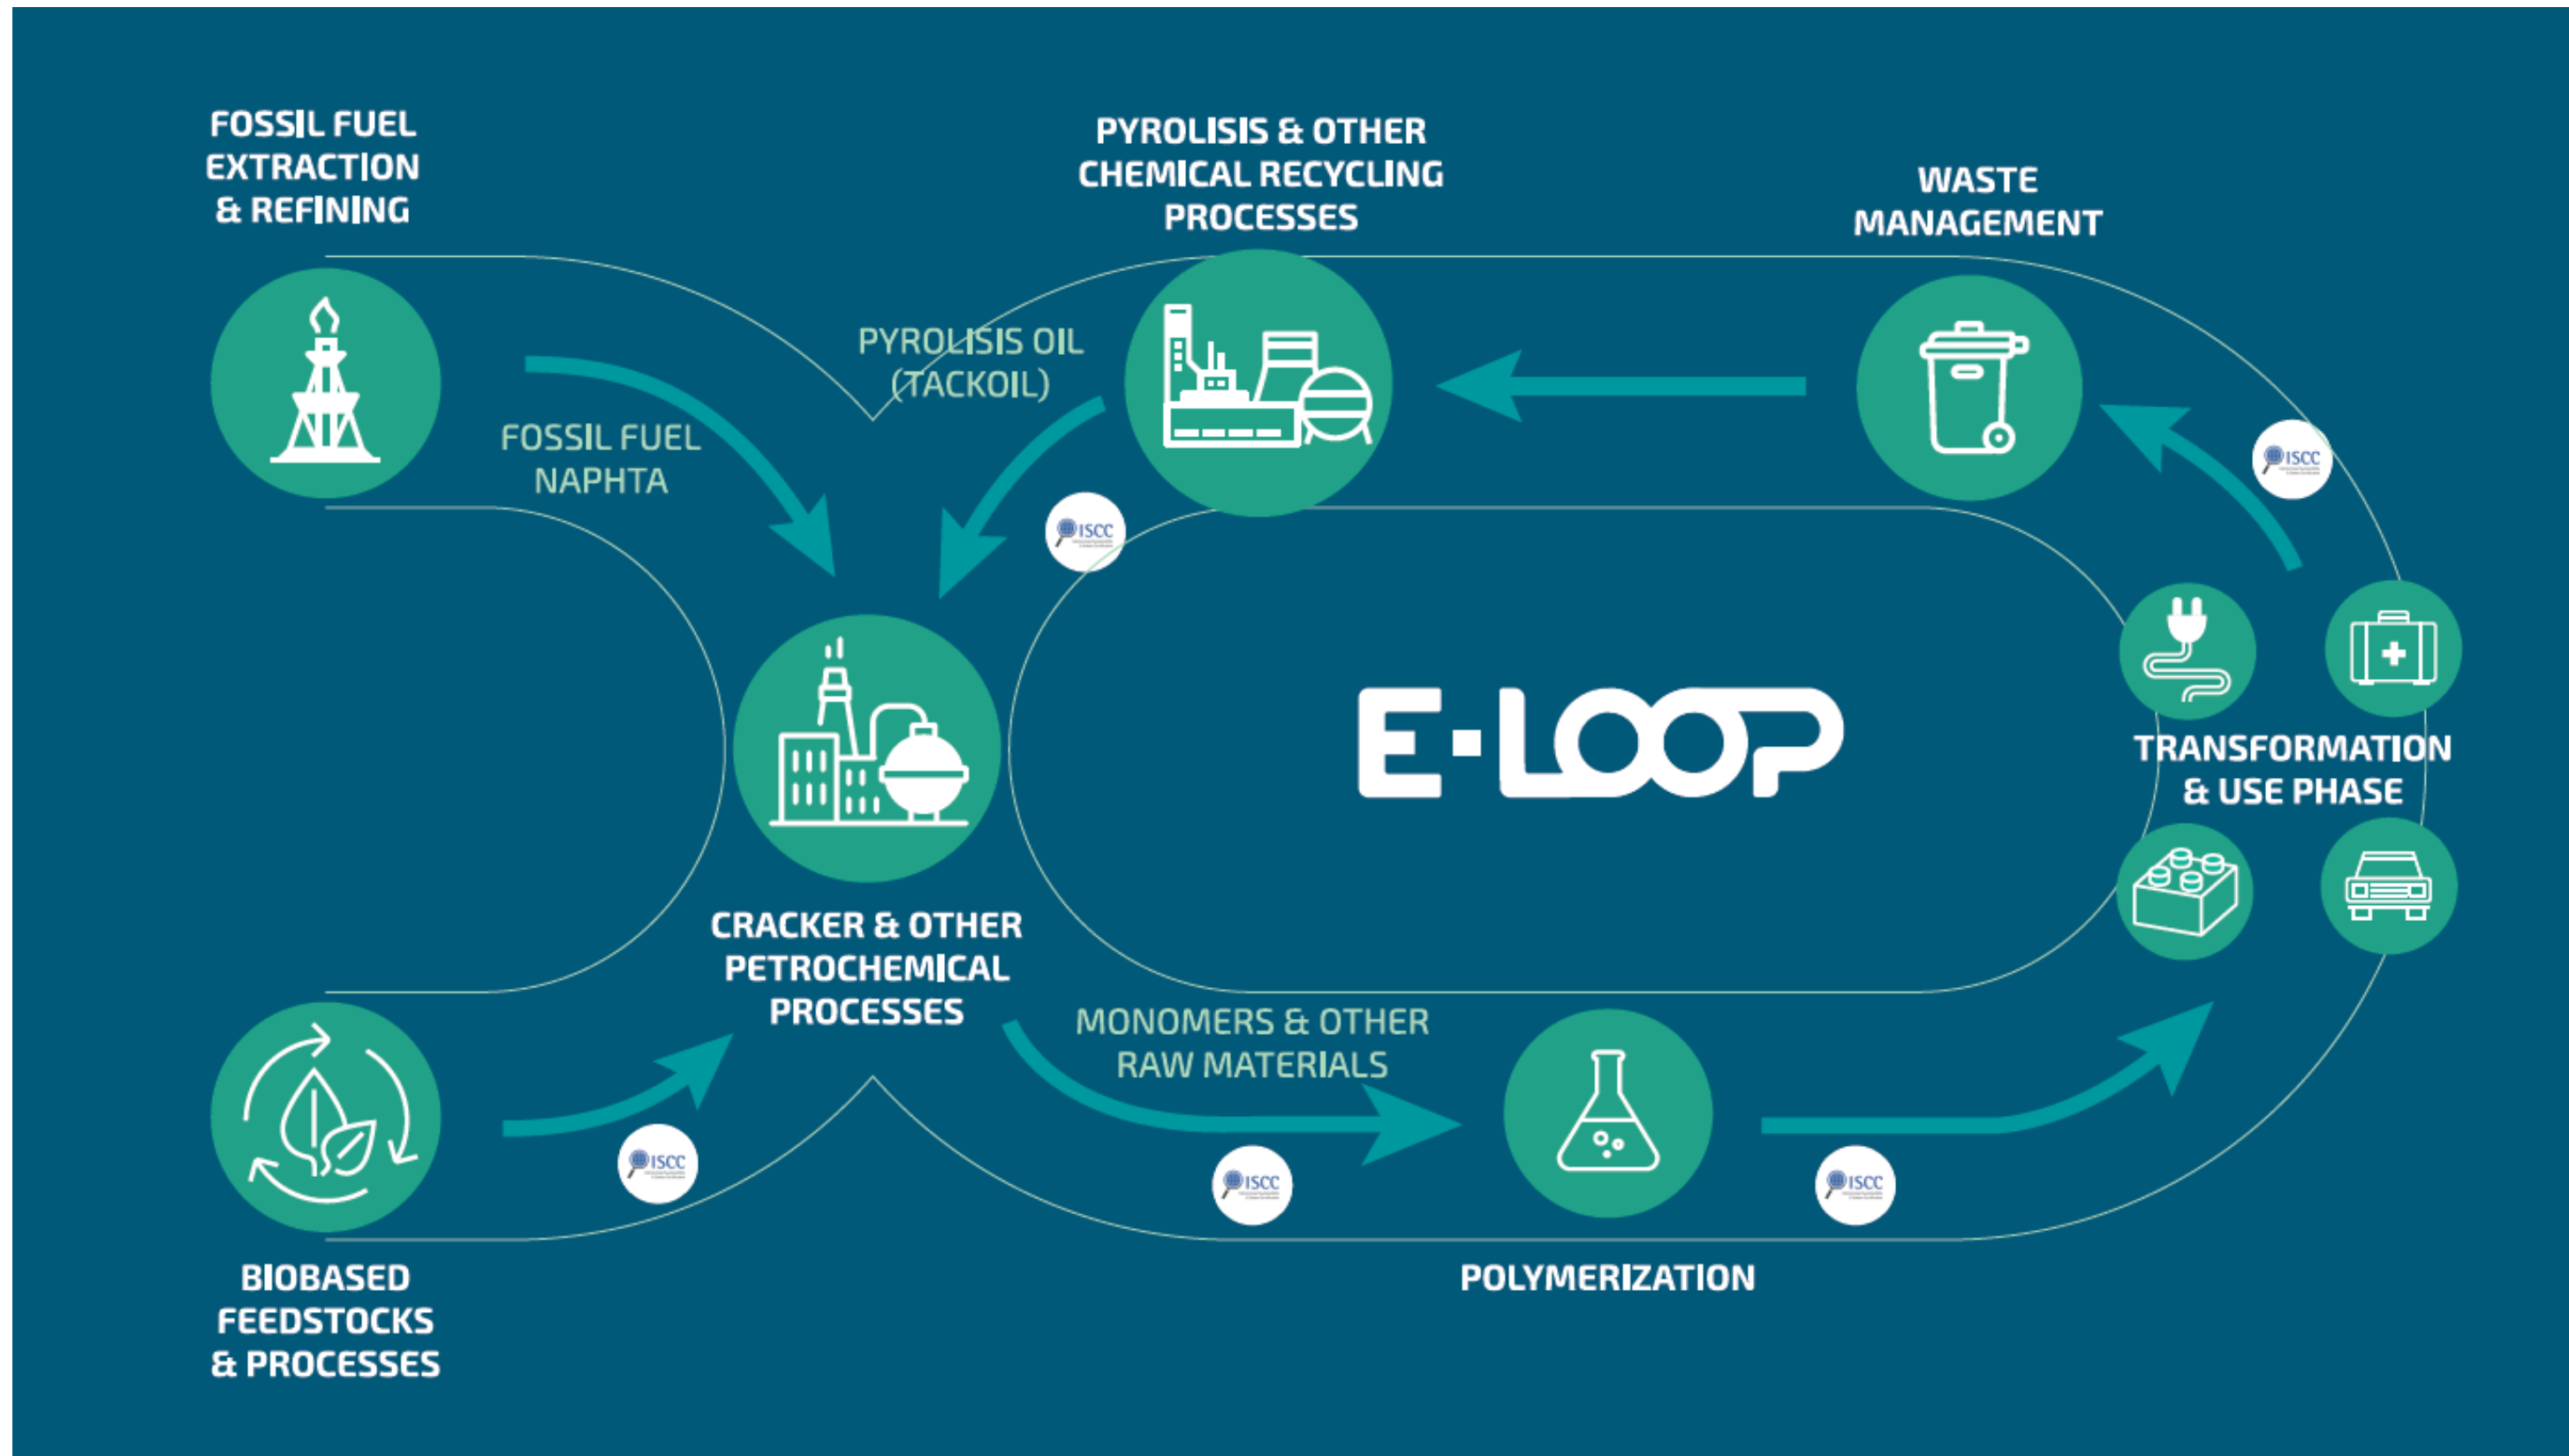 FOSSIL FUEL
EXTRACTION
& REFINING
PYROLISIS & OTHER
CHEMICAL RECYCLING
PROCESSES
WASTE
MANAGEMENT
PYROLISIS OIL
(TACKOIL)
FOSSIL FUEL
NAPHTA
ISCC
ISCC
E-LOOP
TRANSFORMATION
& USE PHASE
CRACKER & OTHER
PETROCHEMICAL
PROCESSES
MONOMERS & OTHER
RAW MATERIALS
ISCC
ISCC
ISCC
BIOBASED
FEEDSTOCKS
& PROCESSES
POLYMERIZATION